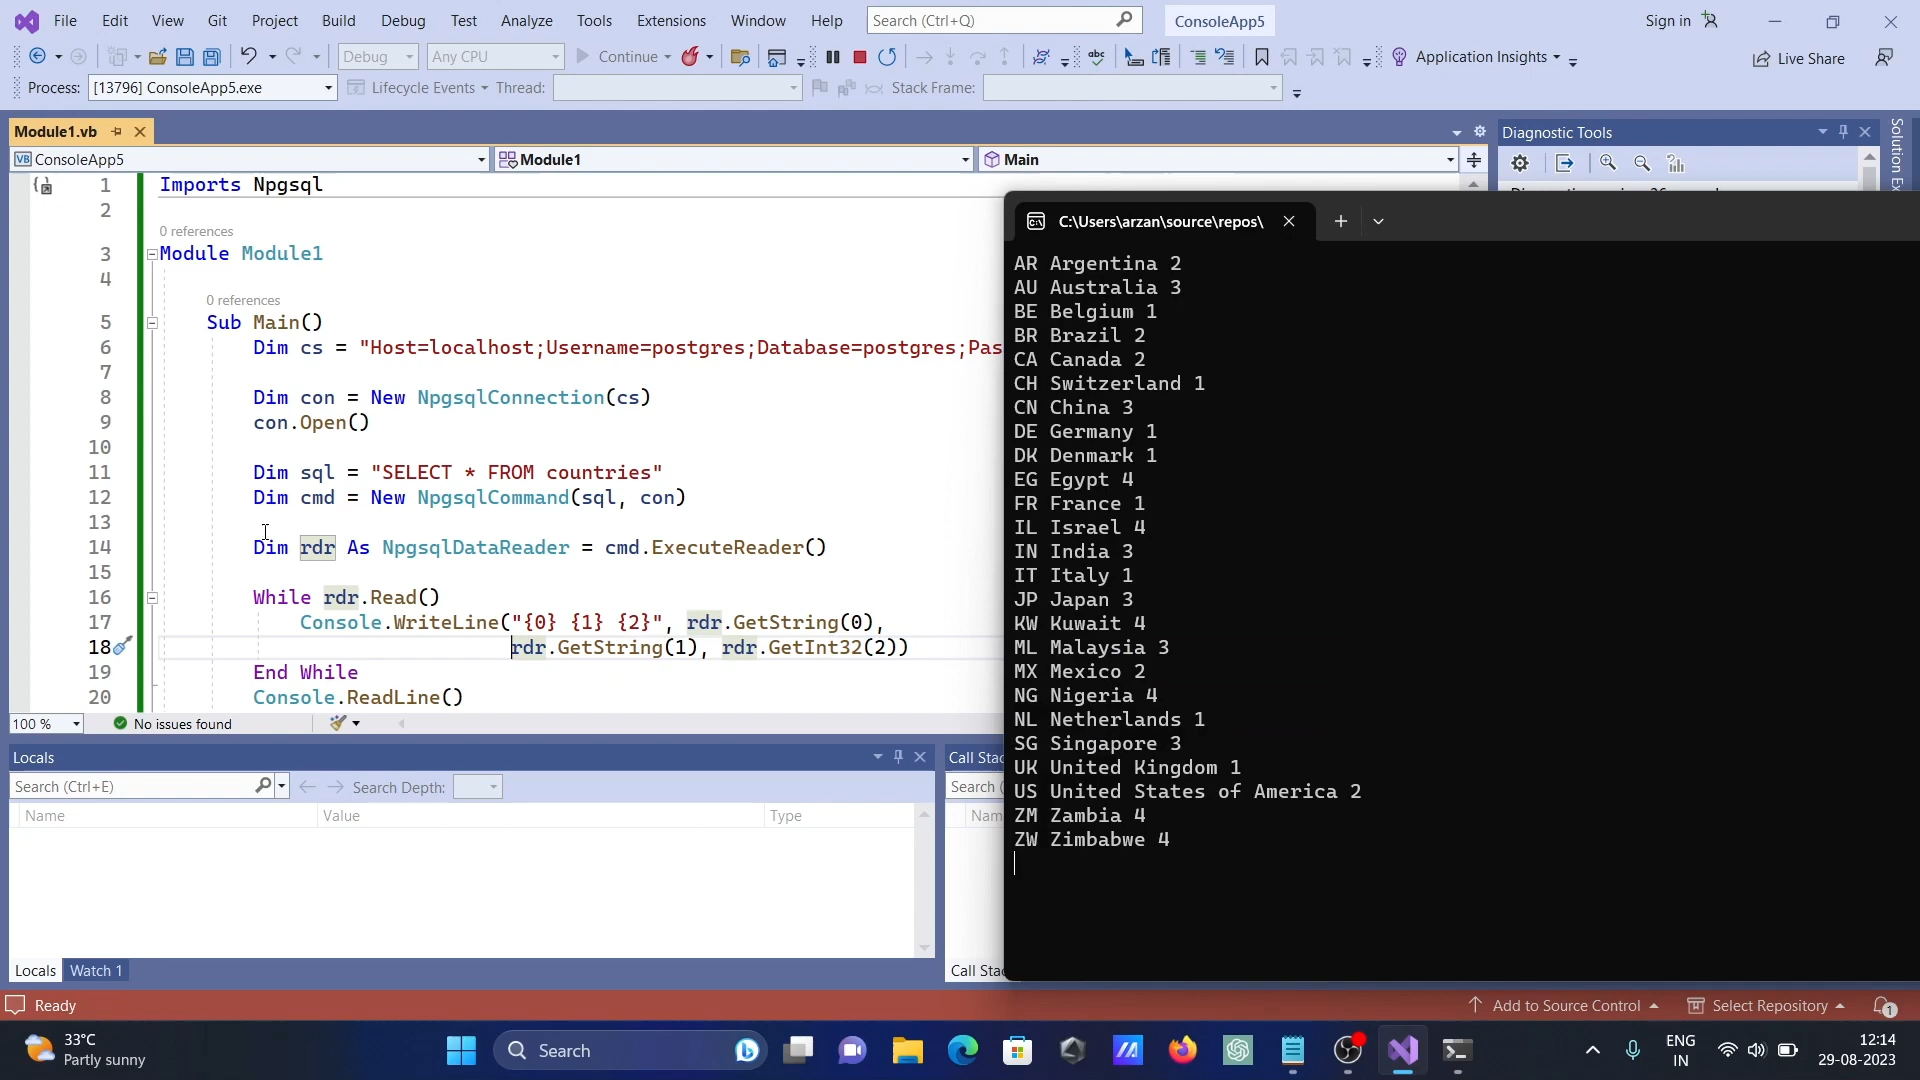 File Edit View Git Project Build Debug Test Analyze Tools Extensions Window Help Search (Ctrl+Q) ConsoleApp5 Sign in
Debug Any CPU Continue Application Insights Live Share
Process: [13796] ConsoleApp5.exe Lifecycle Events Thread: Stack Frame:
Module1.vb
VB ConsoleApp5 Module1 Main
1 Imports Npgsql
2
0 references
3 Module Module1
4
0 references
5 Sub Main()
6 Dim cs = "Host=localhost;Username=postgres;Database=postgres;Pas
7
8 Dim con = New NpgsqlConnection(cs)
9 con.Open()
10
11 Dim sql = "SELECT * FROM countries"
12 Dim cmd = New NpgsqlCommand(sql, con)
13
14 Dim rdr As NpgsqlDataReader = cmd.ExecuteReader()
15
16 While rdr.Read()
17 Console.WriteLine("{0} {1} {2}", rdr.GetString(0),
18 rdr.GetString(1), rdr.GetInt32(2))
19 End While
20 Console.ReadLine()
100 % No issues found
Diagnostic Tools
Solution Ex
C:\Users\arzan\source\repos\
AR Argentina 2
AU Australia 3
BE Belgium 1
BR Brazil 2
CA Canada 2
CH Switzerland 1
CN China 3
DE Germany 1
DK Denmark 1
EG Egypt 4
FR France 1
IL Israel 4
IN India 3
IT Italy 1
JP Japan 3
KW Kuwait 4
ML Malaysia 3
MX Mexico 2
NG Nigeria 4
NL Netherlands 1
SG Singapore 3
UK United Kingdom 1
US United States of America 2
ZM Zambia 4
ZW Zimbabwe 4
Locals
Search (Ctrl+E) Search Depth:
Name Value Type
Locals Watch 1
Call Stac
Search (
Nam
Call Stac
Ready Add to Source Control Select Repository 1
33°C
Partly sunny
Search
ENG
IN
12:14
29-08-2023